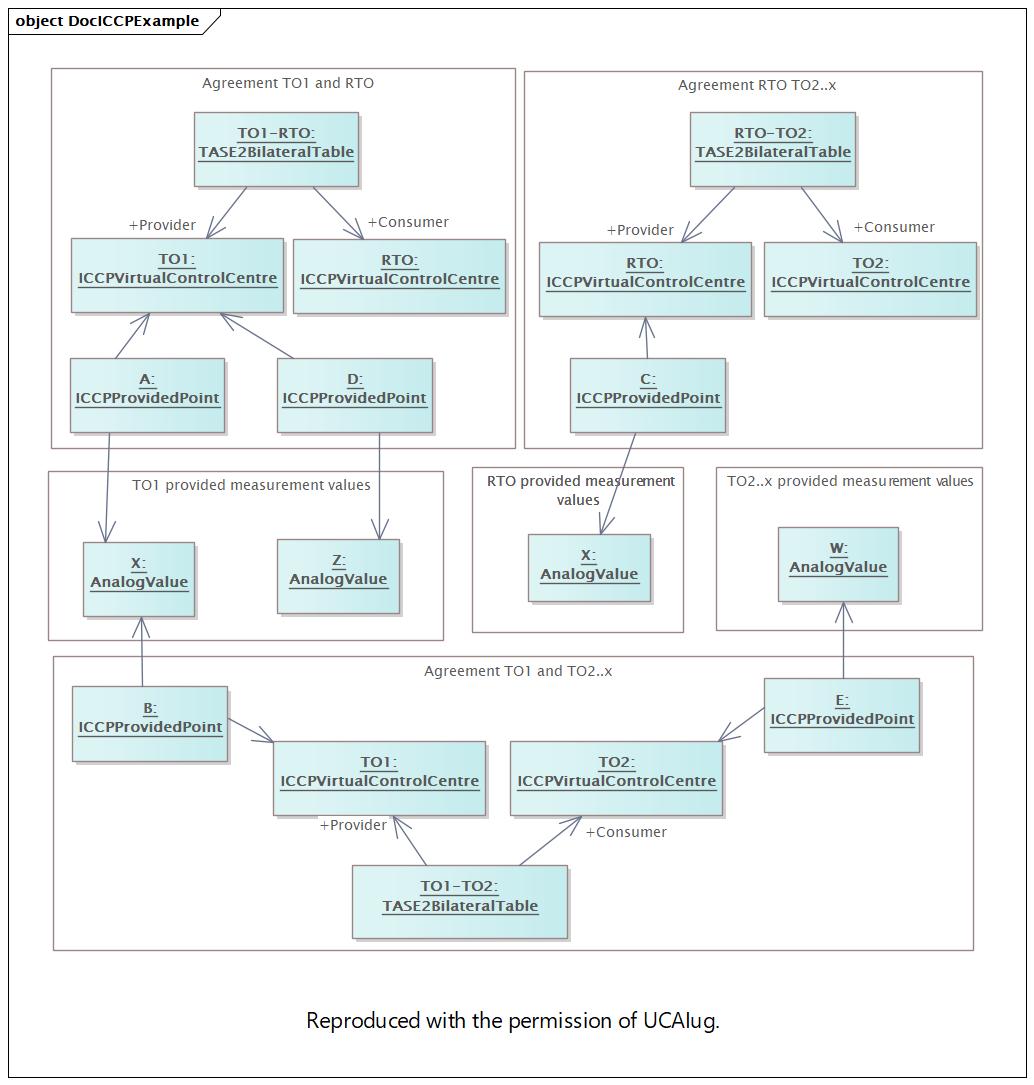 object DocICCPExample
Agreement TO1 and RTO
TO1-RTO:
TASE2BilateralTable
+Provider
+Consumer
TO1:
ICCPVirtualControlCentre
RTO:
ICCPVirtualControlCentre
A:
ICCPProvidedPoint
D:
ICCPProvidedPoint
Agreement RTO TO2..x
RTO-TO2:
TASE2BilateralTable
+Provider
+Consumer
RTO:
ICCPVirtualControlCentre
TO2:
ICCPVirtualControlCentre
C:
ICCPProvidedPoint
TO1 provided measurement values
X:
AnalogValue
Z:
AnalogValue
RTO provided measurement
values
X:
AnalogValue
TO2..x provided measurement values
W:
AnalogValue
Agreement TO1 and TO2..x
B:
ICCPProvidedPoint
E:
ICCPProvidedPoint
TO1:
ICCPVirtualControlCentre
TO2:
ICCPVirtualControlCentre
+Provider
+Consumer
TO1-TO2:
TASE2BilateralTable
Reproduced with the permission of UCAIug.